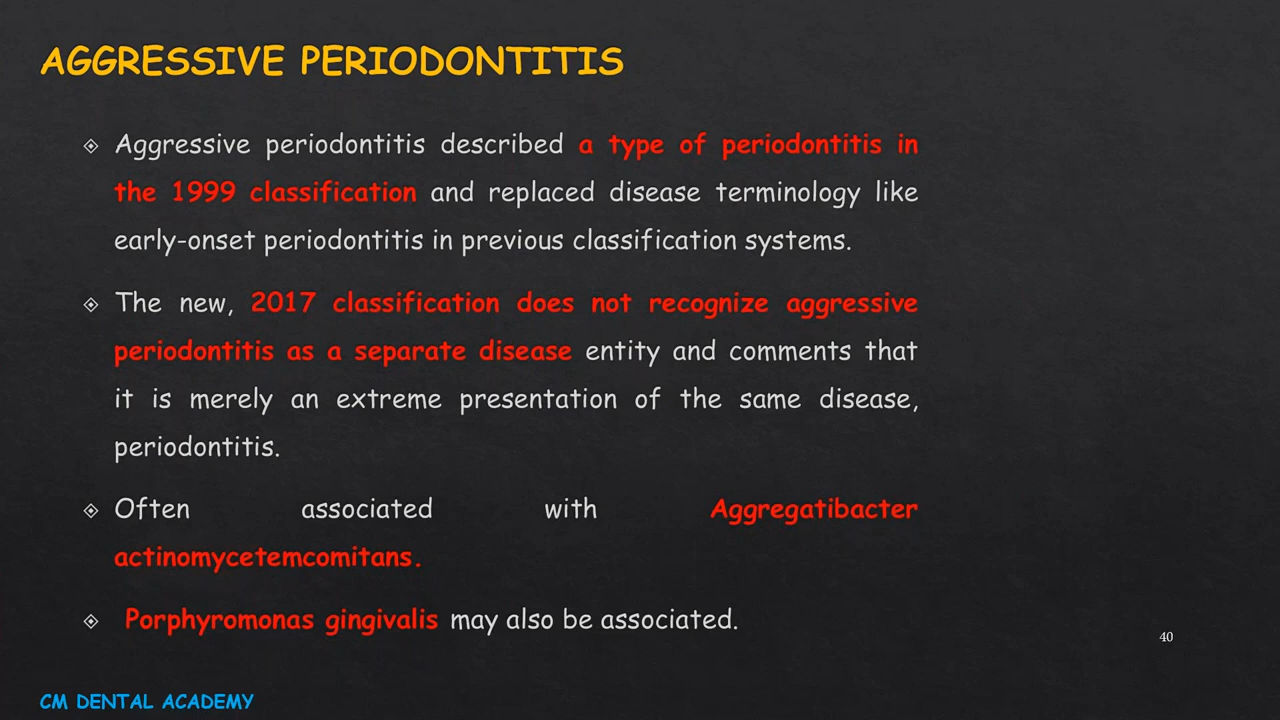 AGGRESSIVE PERIODONTITIS
Aggressive periodontitis described a type of periodontitis in
the 1999 classification and replaced disease terminology like
early-onset periodontitis in previous classification systems.
The new, 2017 classification does not recognize aggressive
periodontitis as a separate disease entity and comments that
it is merely an extreme presentation of the same disease,
periodontitis.
Often associated with Aggregatibacter
actinomycetemcomitans.
Porphyromonas gingivalis may also be associated.
40
CM DENTAL ACADEMY